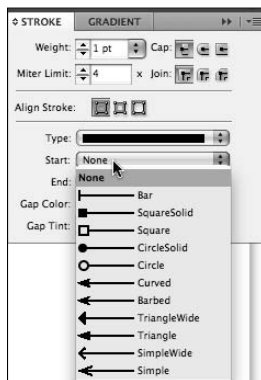 STROKE GRADIENT
Weight: 1 pt Cap:
Miter Limit: 4 x Join:
Align Stroke:
Type:
Start: None
End:
Gap Color:
Gap Tint:
None
Bar
SquareSolid
Square
CircleSolid
Circle
Curved
Barbed
TriangleWide
Triangle
SimpleWide
Simple